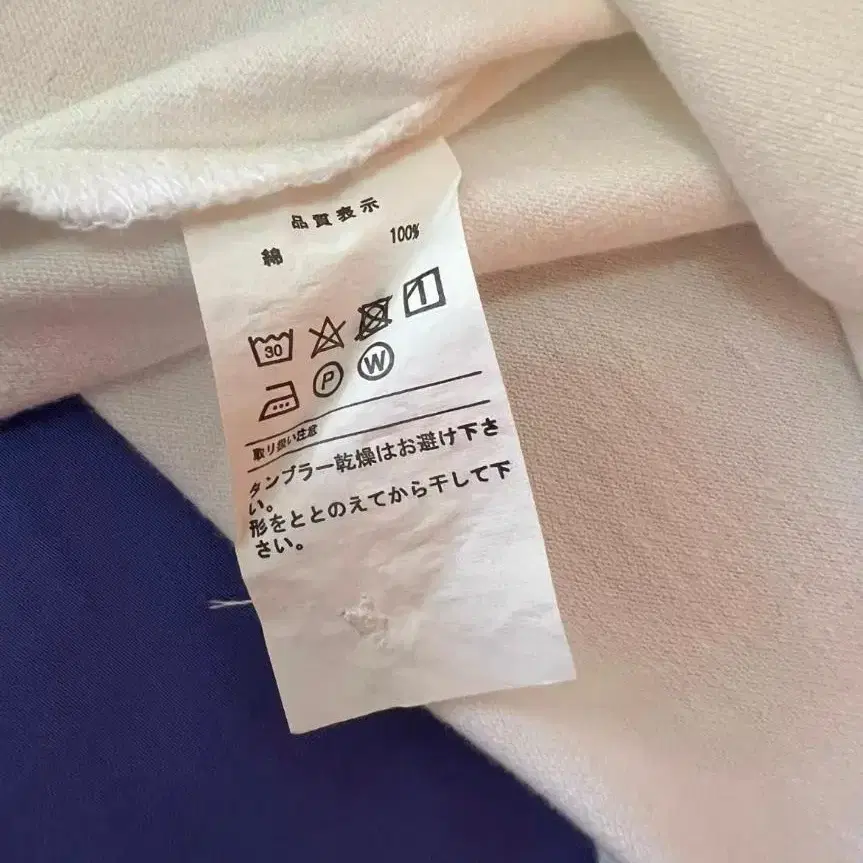 品質表示
綿 100%
30
P W
取り扱い注意
タンブラー乾燥はお避け下さ
い。
形をととのえてから干して下
さい。